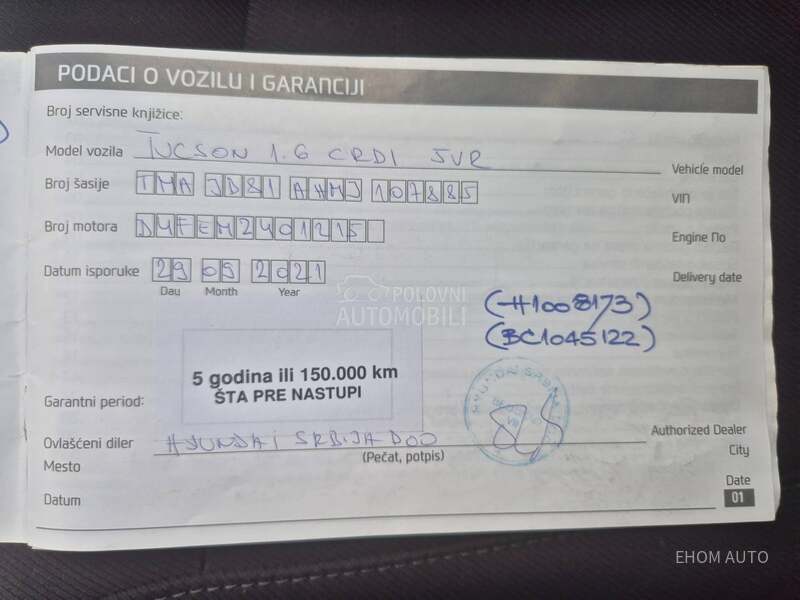 PODACI O VOZILU I GARANCIJI
Broj servisne knjižice:
Model vozila TUCSON 1.6 CRDI SVR Vehicle model
Broj šasije TMA JD81 AHMJ 107885 VIN
Broj motora D4FEM2401215 Engine No
Datum isporuke 29 05 2021 Delivery date
Day Month Year
POLOVNI
AUTOMOBILI
(H1008173)
(BC1045122)
5 godina ili 150.000 km
ŠTA PRE NASTUPI
Garantni period:
Ovlašćeni diler HYUNDAI SRBIJA DOO Authorized Dealer
(Pečat, potpis)
Mesto City
Datum Date
01
EHOM AUTO